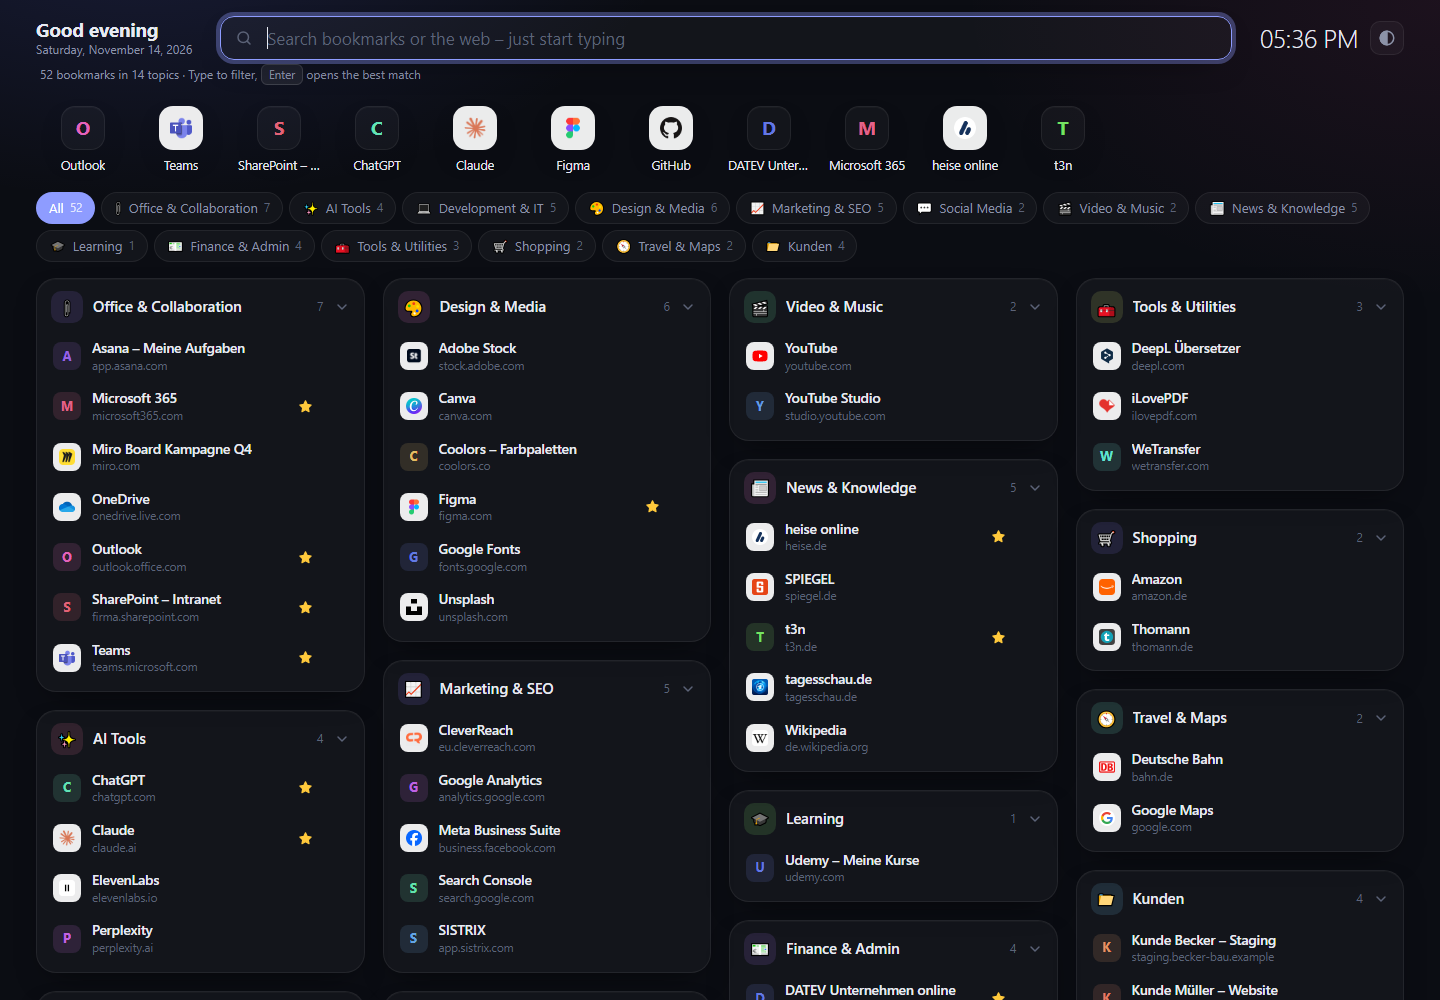 Good evening
Saturday, November 14, 2026
Search bookmarks or the web – just start typing
05:36 PM
52 bookmarks in 14 topics · Type to filter, Enter opens the best match
O
S
C
D
M
T
Outlook
Teams
SharePoint – ...
ChatGPT
Claude
Figma
GitHub
DATEV Unter...
Microsoft 365
heise online
t3n
All 52
Office & Collaboration 7
AI Tools 4
Development & IT 5
Design & Media 6
Marketing & SEO 5
Social Media 2
Video & Music 2
News & Knowledge 5
Learning 1
Finance & Admin 4
Tools & Utilities 3
Shopping 2
Travel & Maps 2
Kunden 4
Office & Collaboration 7
A
Asana – Meine Aufgaben
app.asana.com
M
Microsoft 365
microsoft365.com
Miro Board Kampagne Q4
miro.com
OneDrive
onedrive.live.com
O
Outlook
outlook.office.com
S
SharePoint – Intranet
firma.sharepoint.com
Teams
teams.microsoft.com
AI Tools 4
C
ChatGPT
chatgpt.com
Claude
claude.ai
ElevenLabs
elevenlabs.io
P
Perplexity
perplexity.ai
Design & Media 6
St
Adobe Stock
stock.adobe.com
C
Canva
canva.com
C
Coolors – Farbpaletten
coolors.co
Figma
figma.com
G
Google Fonts
fonts.google.com
Unsplash
unsplash.com
Marketing & SEO 5
CR
CleverReach
eu.cleverreach.com
G
Google Analytics
analytics.google.com
Meta Business Suite
business.facebook.com
S
Search Console
search.google.com
S
SISTRIX
app.sistrix.com
Video & Music 2
YouTube
youtube.com
Y
YouTube Studio
studio.youtube.com
News & Knowledge 5
heise online
heise.de
S
SPIEGEL
spiegel.de
T
t3n
t3n.de
tagesschau.de
tagesschau.de
W
Wikipedia
de.wikipedia.org
Learning 1
U
Udemy – Meine Kurse
udemy.com
Finance & Admin 4
D
DATEV Unternehmen online
Tools & Utilities 3
DeepL Übersetzer
deepl.com
iLovePDF
ilovepdf.com
W
WeTransfer
wetransfer.com
Shopping 2
Amazon
amazon.de
t
Thomann
thomann.de
Travel & Maps 2
DB
Deutsche Bahn
bahn.de
G
Google Maps
google.com
Kunden 4
K
Kunde Becker – Staging
staging.becker-bau.example
K
Kunde Müller – Website